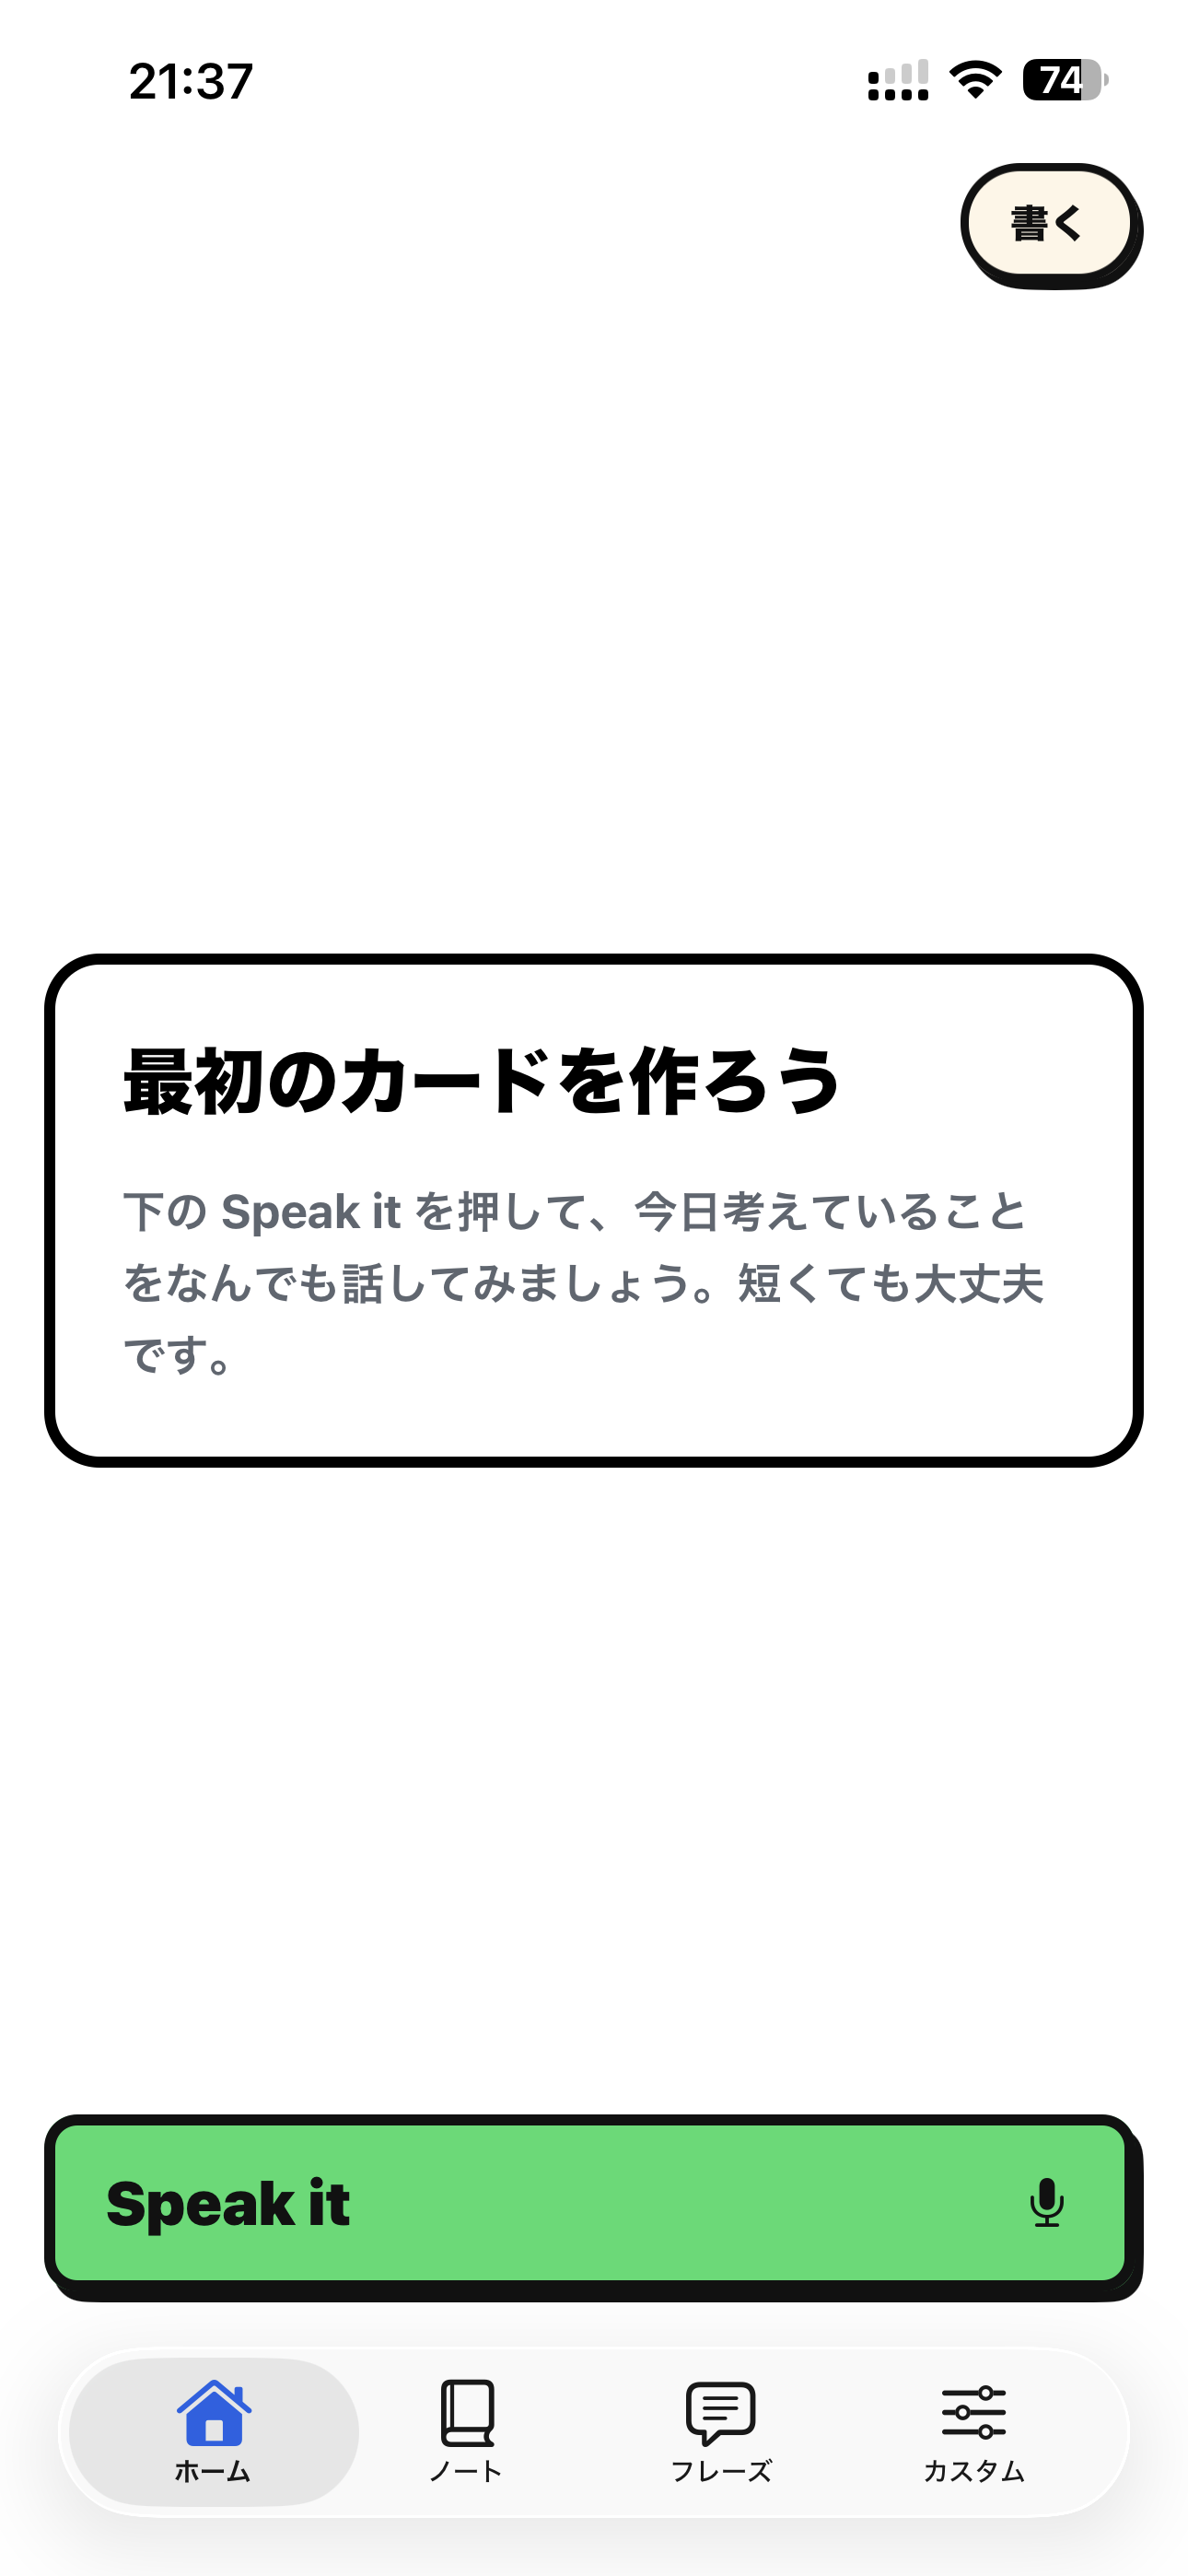 21:37
74
書く
最初のカードを作ろう
下の Speak it を押して、今日考えていること
をなんでも話してみましょう。短くても大丈夫
です。
Speak it
ホーム
ノート
フレーズ
カスタム